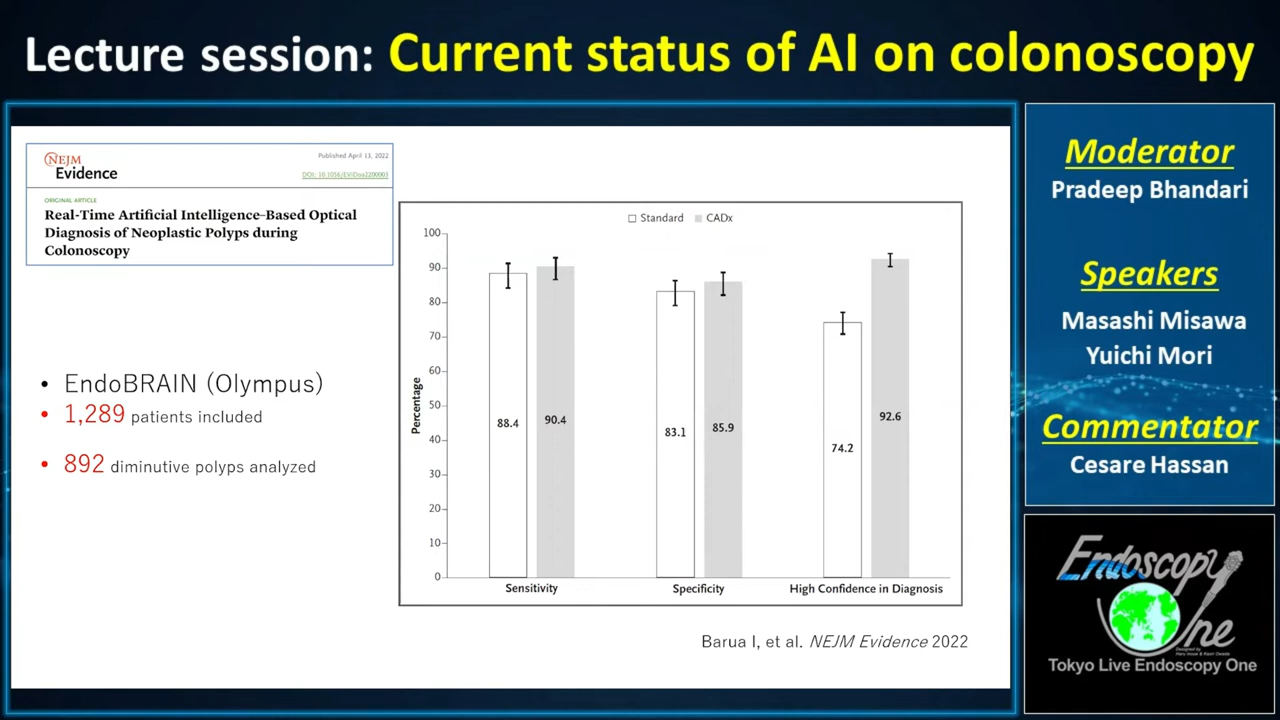 Lecture session: Current status of AI on colonoscopy
NEJM
Evidence
Published April 13, 2022
DOI: 10.1056/EVIDoa2200003
ORIGINAL ARTICLE
Real-Time Artificial Intelligence–Based Optical
Diagnosis of Neoplastic Polyps during
Colonoscopy
• EndoBRAIN (Olympus)
• 1,289 patients included
• 892 diminutive polyps analyzed
Standard CADx
Percentage
100
90
80
70
60
50
40
30
20
10
0
88.4 90.4 83.1 85.9 74.2 92.6
Sensitivity Specificity High Confidence in Diagnosis
Barua I, et al. NEJM Evidence 2022
Moderator
Pradeep Bhandari
Speakers
Masashi Misawa
Yuichi Mori
Commentator
Cesare Hassan
Endoscopy
One
Tokyo Live Endoscopy One